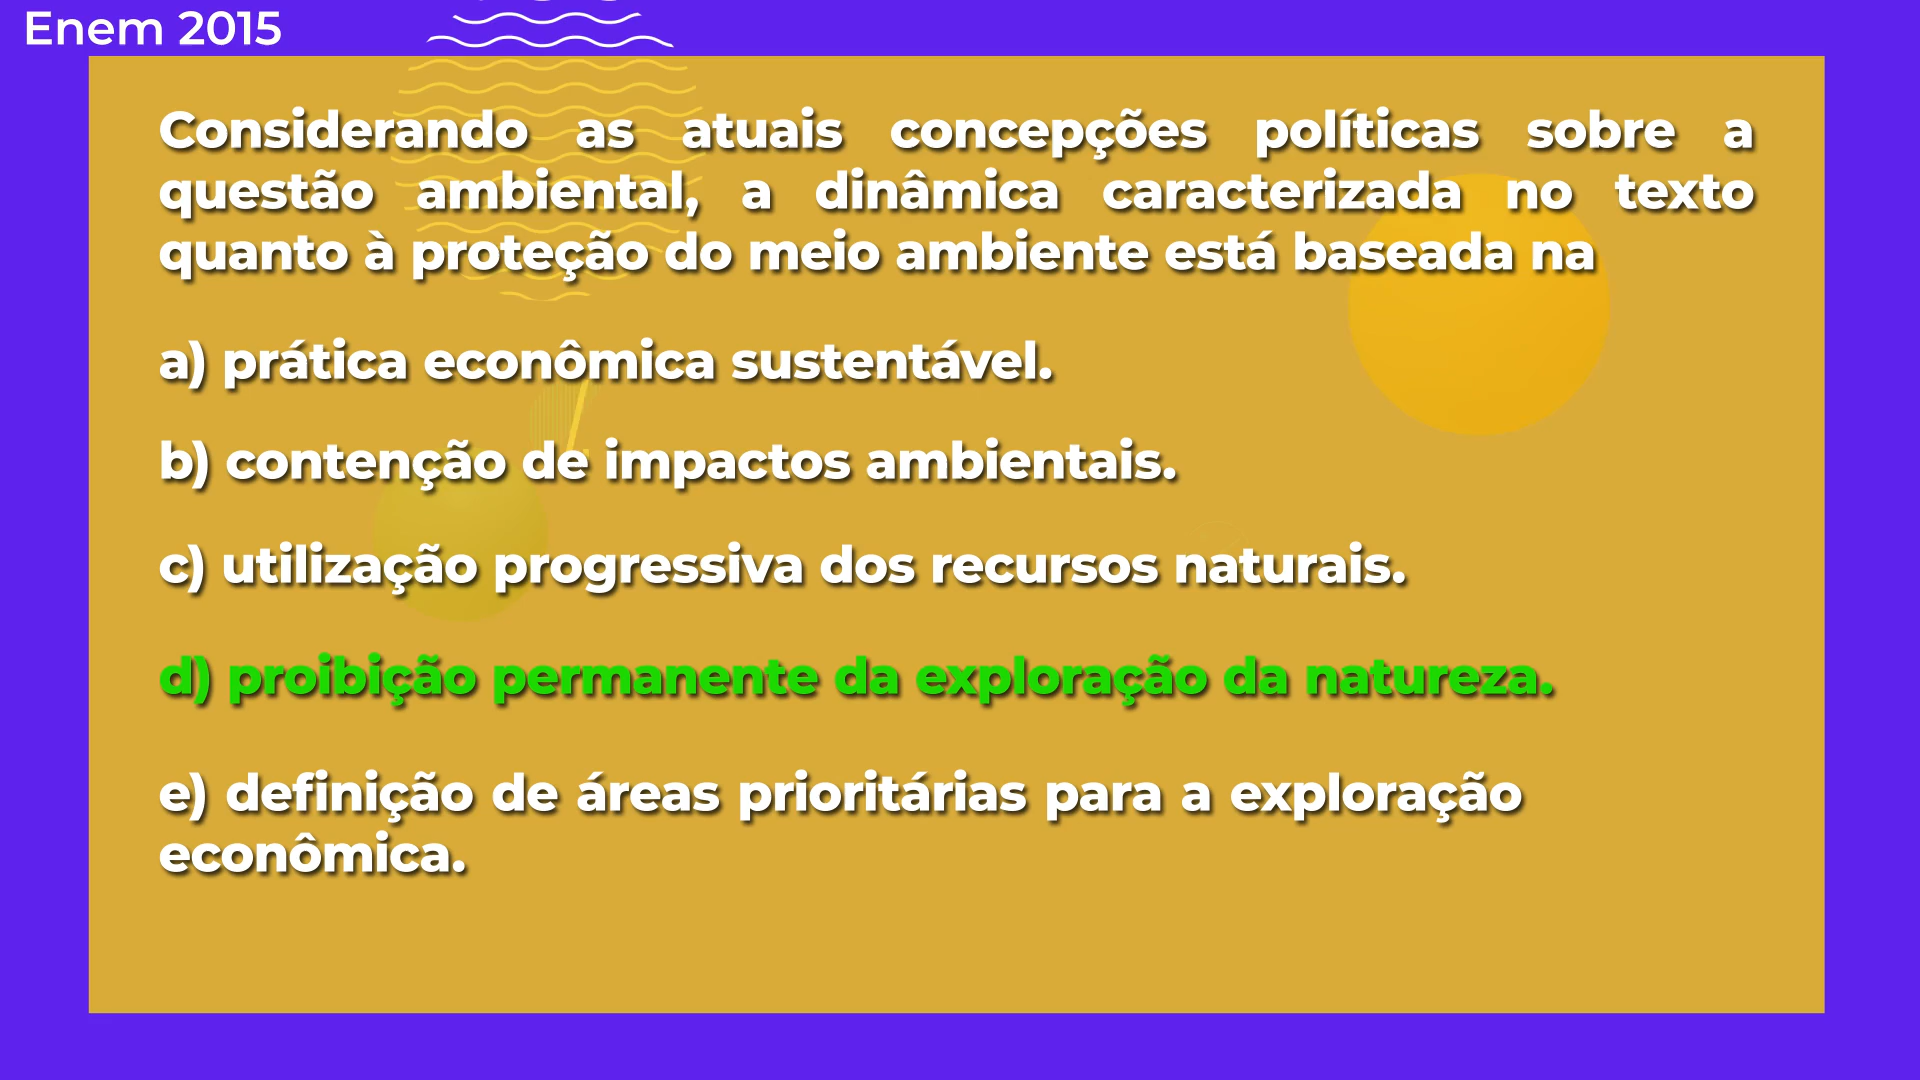 Enem 2015
Considerando as atuais concepções políticas sobre a
questão ambiental, a dinâmica caracterizada no texto
quanto à proteção do meio ambiente está baseada na
a) prática econômica sustentável.
b) contenção de impactos ambientais.
c) utilização progressiva dos recursos naturais.
d) proibição permanente da exploração da natureza.
e) definição de áreas prioritárias para a exploração
econômica.